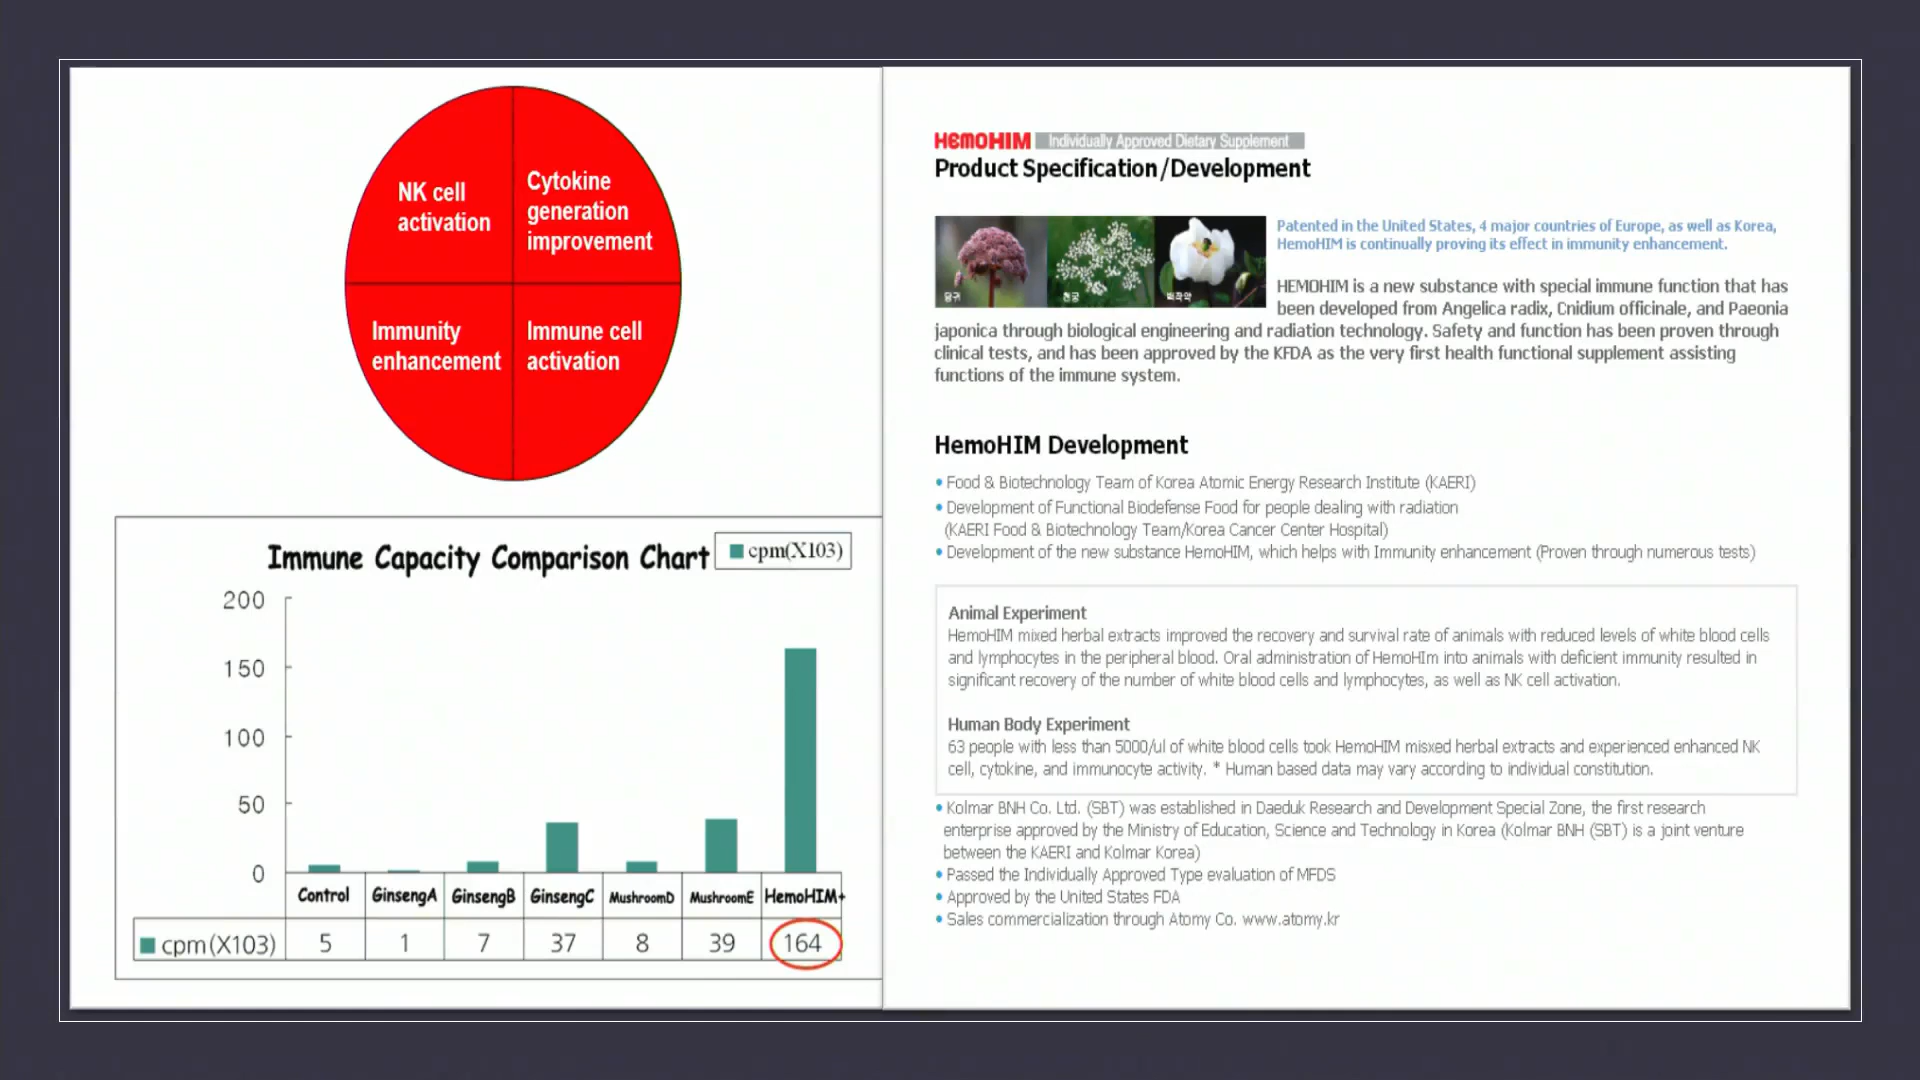 NK cell
activation
Cytokine
generation
improvement
Immunity
enhancement
Immune cell
activation
Immune Capacity Comparison Chart
cpm(X103)
200
150
100
50
0
Control GinsengA GinsengB GinsengC MushroomD MushroomE HemoHIM+
cpm(X103) 5 1 7 37 8 39 164
HemoHIM Individually Approved Dietary Supplement
Product Specification/Development
당귀 천궁 백작약
Patented in the United States, 4 major countries of Europe, as well as Korea,
HemoHIM is continually proving its effect in immunity enhancement.
HEMOHIM is a new substance with special immune function that has
been developed from Angelica radix, Cnidium officinale, and Paeonia
japonica through biological engineering and radiation technology. Safety and function has been proven through
clinical tests, and has been approved by the KFDA as the very first health functional supplement assisting
functions of the immune system.
HemoHIM Development
• Food & Biotechnology Team of Korea Atomic Energy Research Institute (KAERI)
• Development of Functional Biodefense Food for people dealing with radiation
(KAERI Food & Biotechnology Team/Korea Cancer Center Hospital)
• Development of the new substance HemoHIM, which helps with Immunity enhancement (Proven through numerous tests)
Animal Experiment
HemoHIM mixed herbal extracts improved the recovery and survival rate of animals with reduced levels of white blood cells
and lymphocytes in the peripheral blood. Oral administration of HemoHIm into animals with deficient immunity resulted in
significant recovery of the number of white blood cells and lymphocytes, as well as NK cell activation.
Human Body Experiment
63 people with less than 5000/ul of white blood cells took HemoHIM misxed herbal extracts and experienced enhanced NK
cell, cytokine, and immunocyte activity. * Human based data may vary according to individual constitution.
• Kolmar BNH Co. Ltd. (SBT) was established in Daeduk Research and Development Special Zone, the first research
enterprise approved by the Ministry of Education, Science and Technology in Korea (Kolmar BNH (SBT) is a joint venture
between the KAERI and Kolmar Korea)
• Passed the Individually Approved Type evaluation of MFDS
• Approved by the United States FDA
• Sales commercialization through Atomy Co. www.atomy.kr